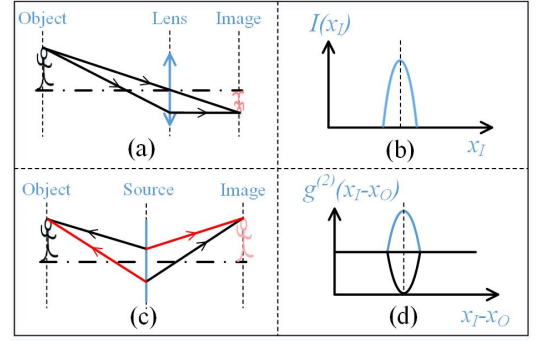 Object Lens Image
(a)
I(x_I)
x_I
(b)
Object Source Image
(c)
g^{(2)}(x_I-x_O)
x_I-x_O
(d)